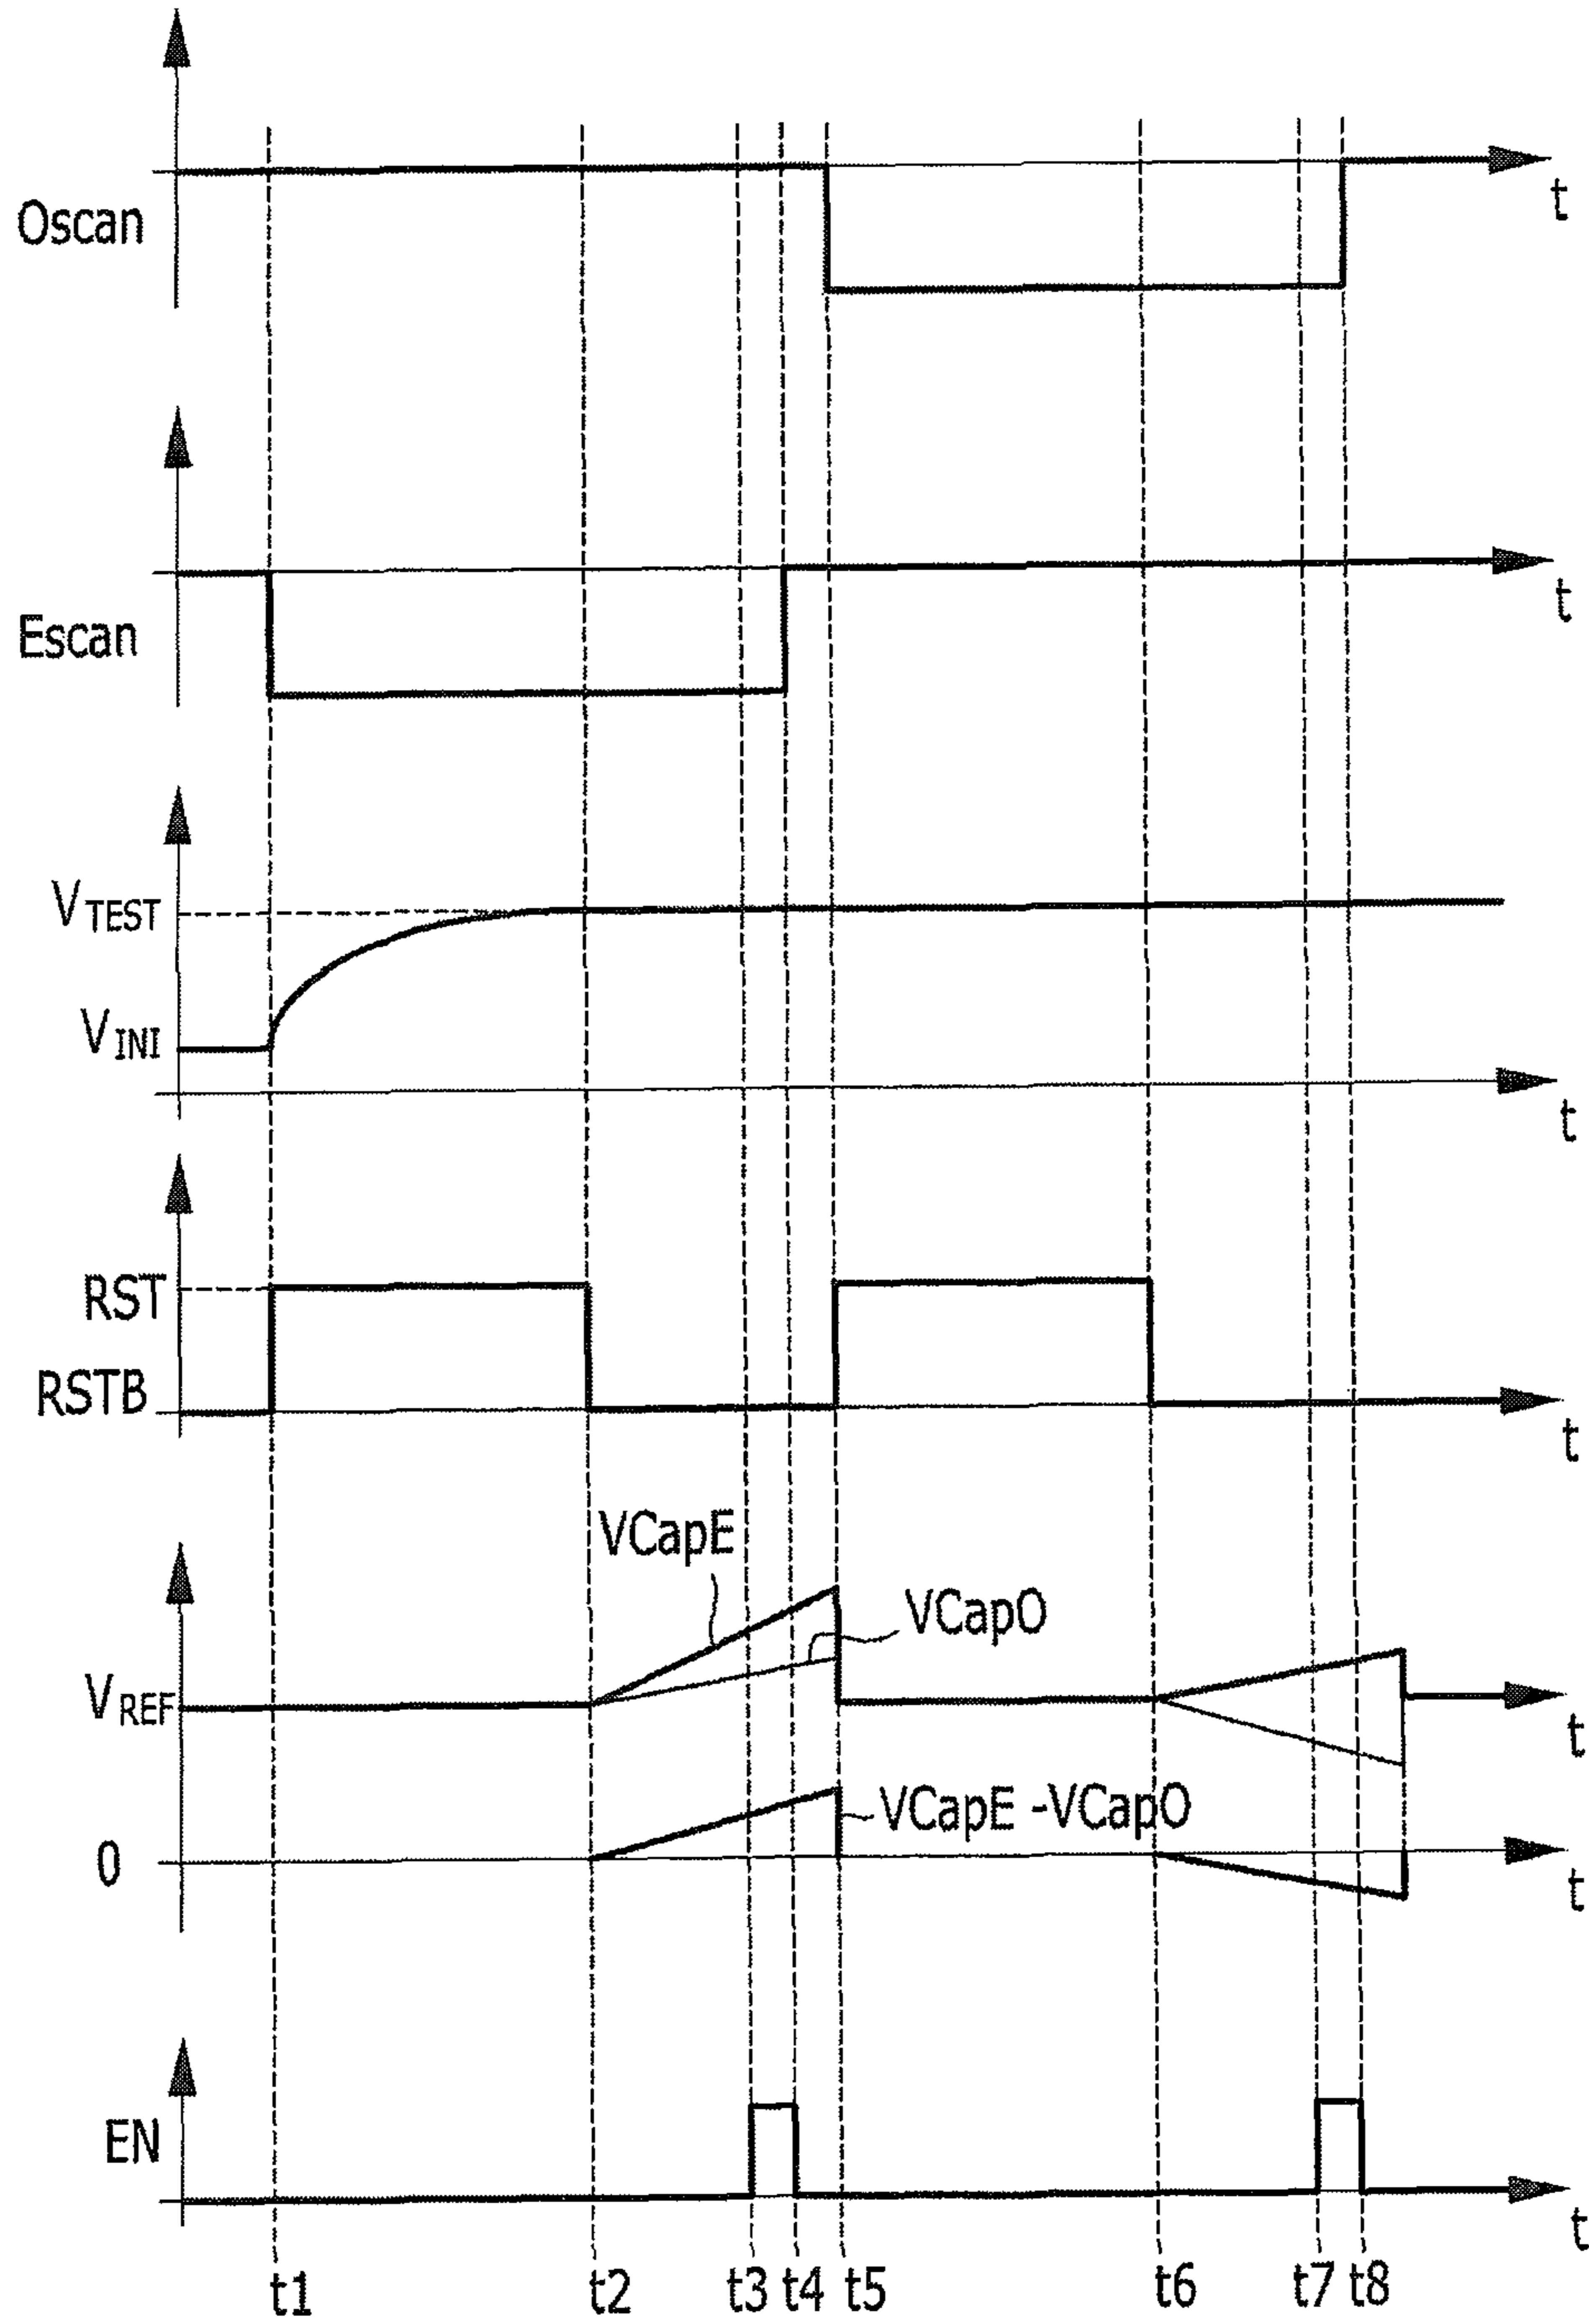 Oscan
t
Escan
t
VTEST
VINI
t
RST
RSTB
t
VCapE
VCapO
VREF
t
VCapE -VCapO
0
t
EN
t
t1 t2 t3 t4 t5 t6 t7 t8